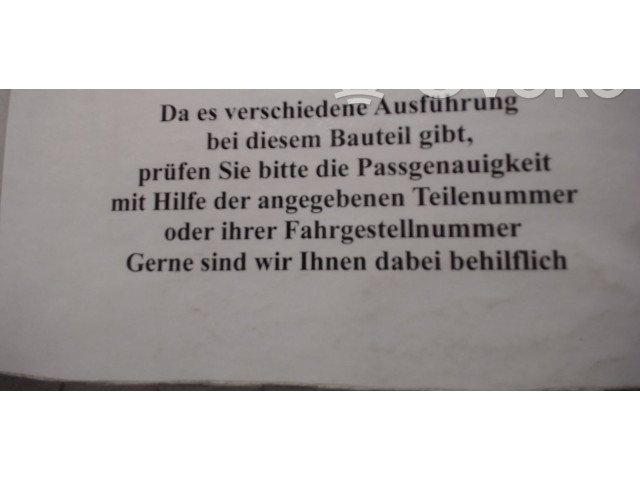 Da es verschiedene Ausführung
bei diesem Bauteil gibt,
prüfen Sie bitte die Passgenauigkeit
mit Hilfe der angegebenen Teilenummer
oder ihrer Fahrgestellnummer
Gerne sind wir Ihnen dabei behilflich